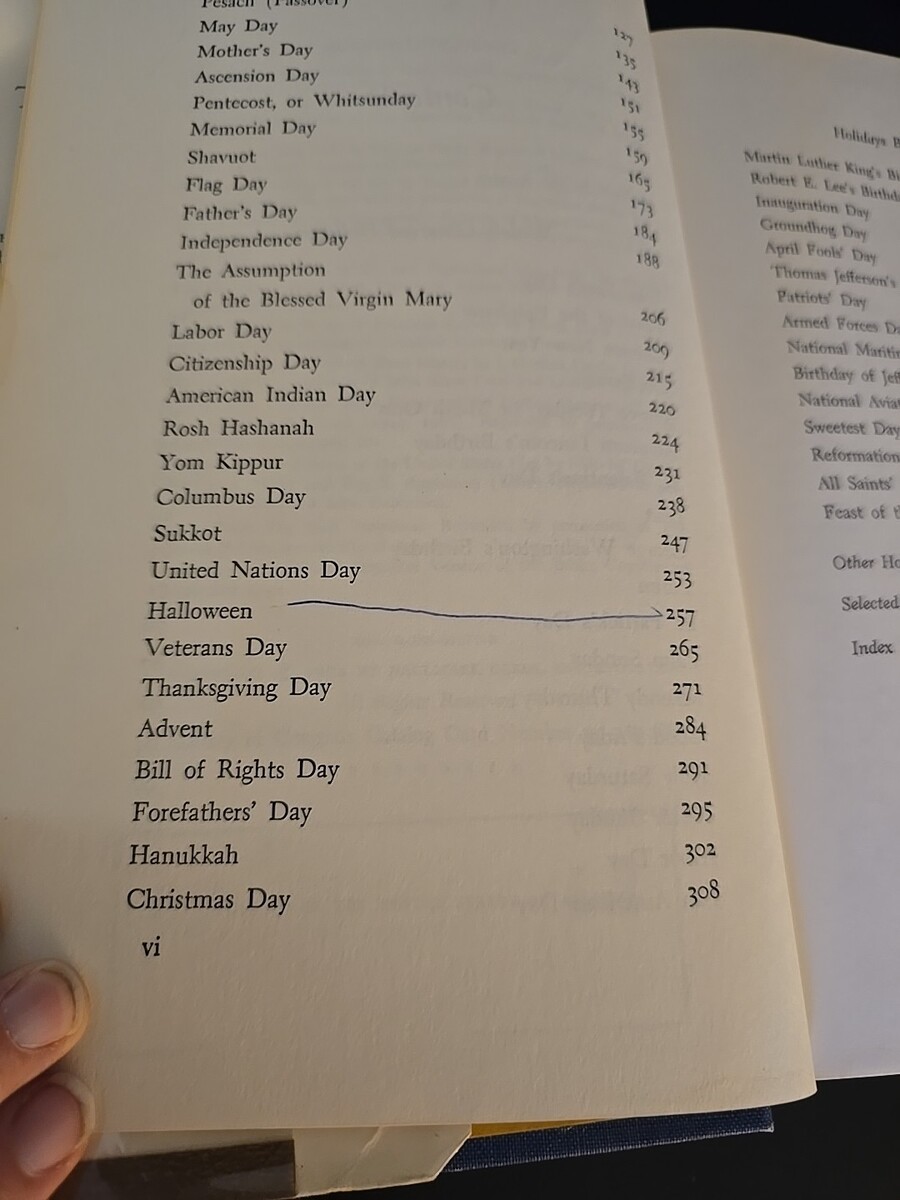 Pesach (Passover) 127
May Day 135
Mother's Day 143
Ascension Day 151
Pentecost, or Whitsunday 155
Memorial Day 159
Shavuot 165
Flag Day 173
Father's Day 184
Independence Day 188
The Assumption
of the Blessed Virgin Mary 206
Labor Day 209
Citizenship Day 215
American Indian Day 220
Rosh Hashanah 224
Yom Kippur 231
Columbus Day 238
Sukkot 247
United Nations Day 253
Halloween 257
Veterans Day 265
Thanksgiving Day 271
Advent 284
Bill of Rights Day 291
Forefathers' Day 295
Hanukkah 302
Christmas Day 308
vi
Holidays
Martin Luther King's
Robert E. Lee's
Inauguration Day
Groundhog Day
April Fools' Day
Thomas Jefferson's
Patriots' Day
Armed Forces
National
Birthday of
National
Sweetest Day
Reformation
All Saints'
Feast of
Other
Selected
Index